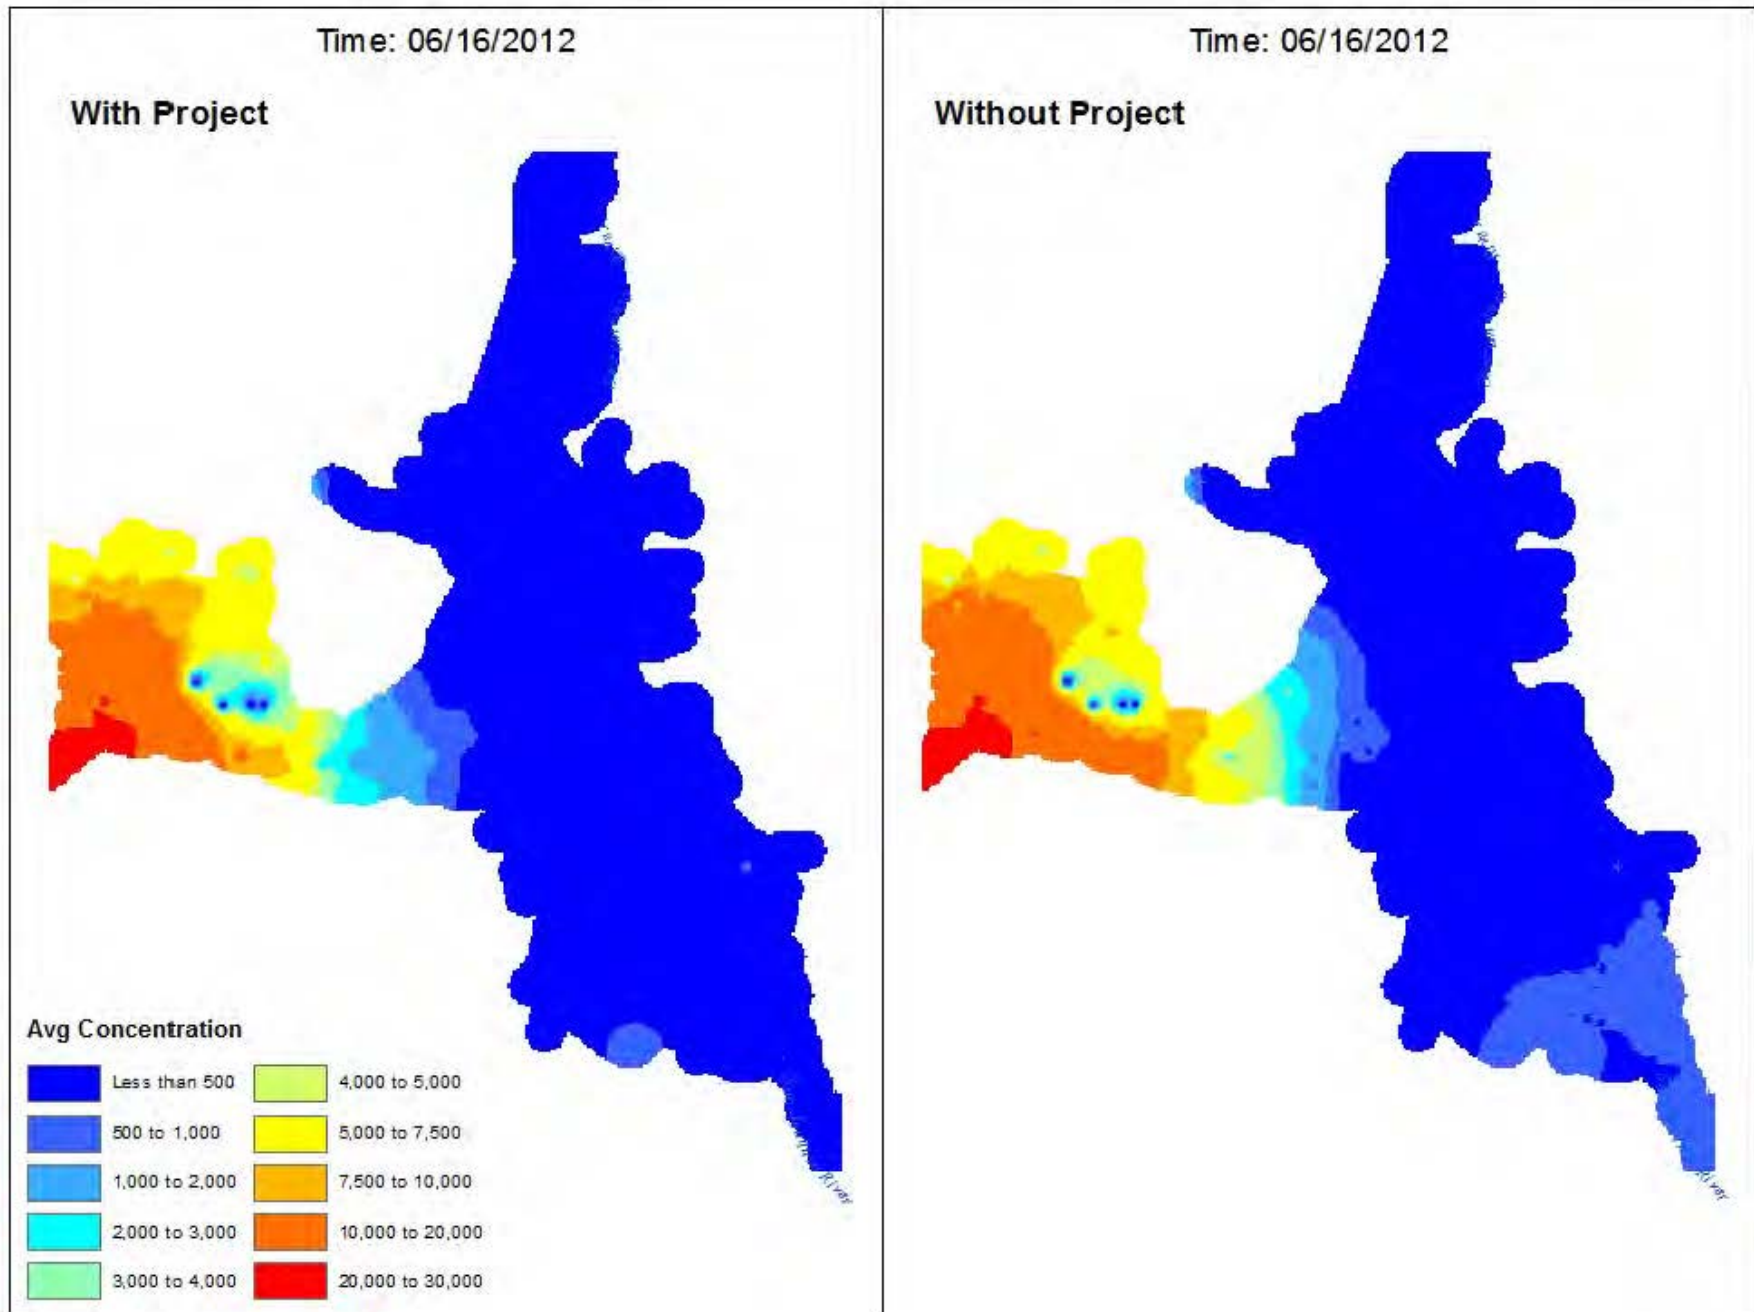 Time: 06/16/2012
With Project
Avg Concentration
Less than 500
500 to 1,000
1,000 to 2,000
2,000 to 3,000
3,000 to 4,000
4,000 to 5,000
5,000 to 7,500
7,500 to 10,000
10,000 to 20,000
20,000 to 30,000
River
Time: 06/16/2012
Without Project
River